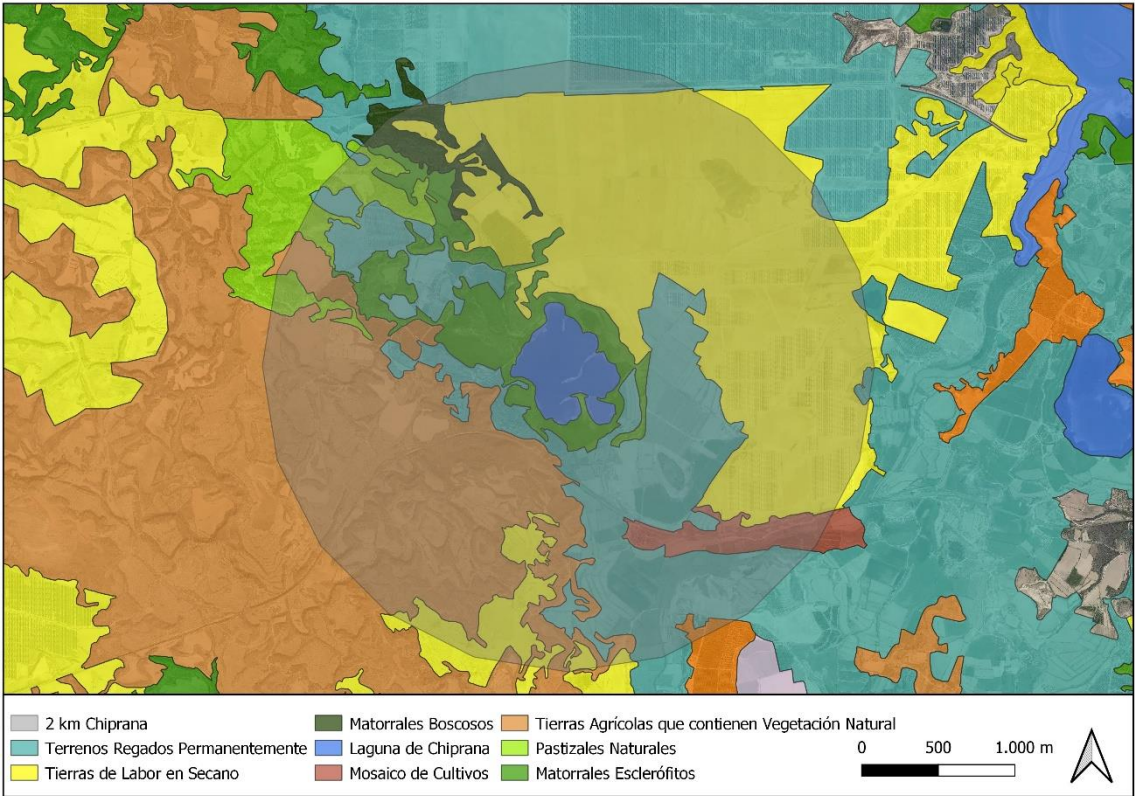 2 km Chiprana
Terrenos Regados Permanentemente
Tierras de Labor en Secano
Matorrales Boscosos
Laguna de Chiprana
Mosaico de Cultivos
Tierras Agrícolas que contienen Vegetación Natural
Pastizales Naturales
Matorrales Esclerófitos
0 500 1.000 m